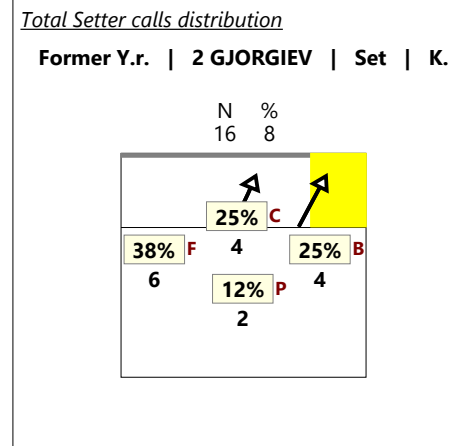 Total Setter calls distribution
Former Y.r. | 2 GJORGIEV | Set | K.
N %
16 8
25% C
4
38% F
6
25% B
4
12% P
2